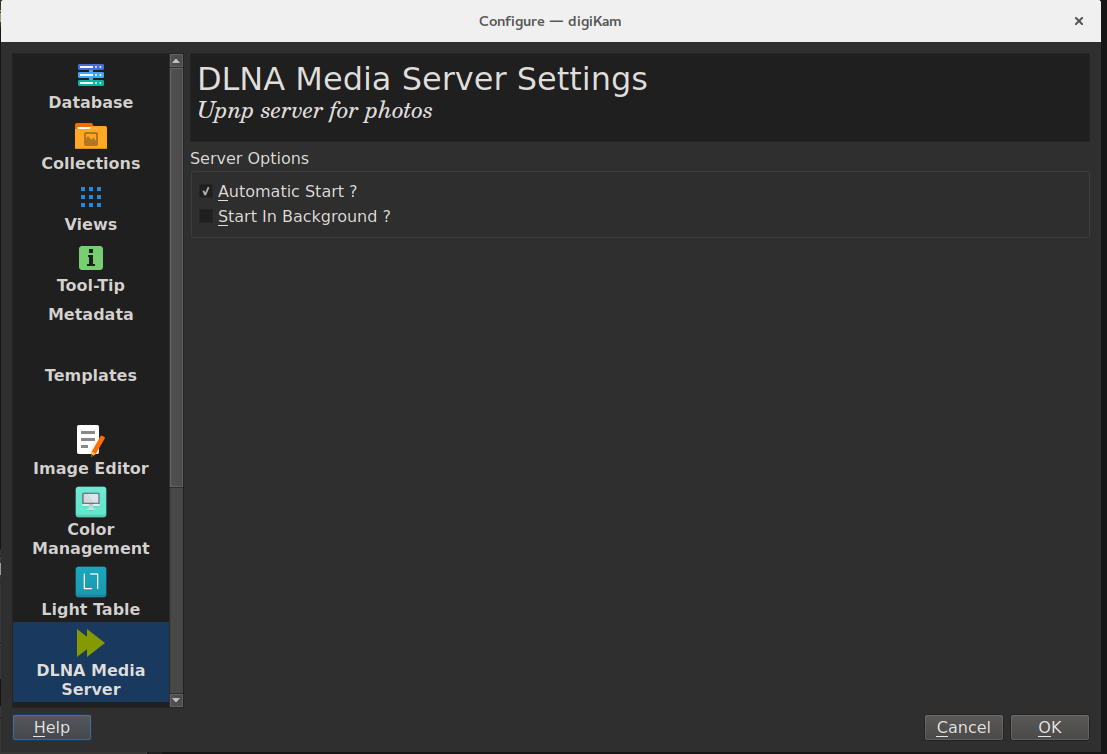 Configure — digiKam
Database
Collections
Views
Tool-Tip
Metadata
Templates
Image Editor
Color
Management
Light Table
DLNA Media
Server
DLNA Media Server Settings
Upnp server for photos
Server Options
Automatic Start ?
Start In Background ?
Help
Cancel
OK